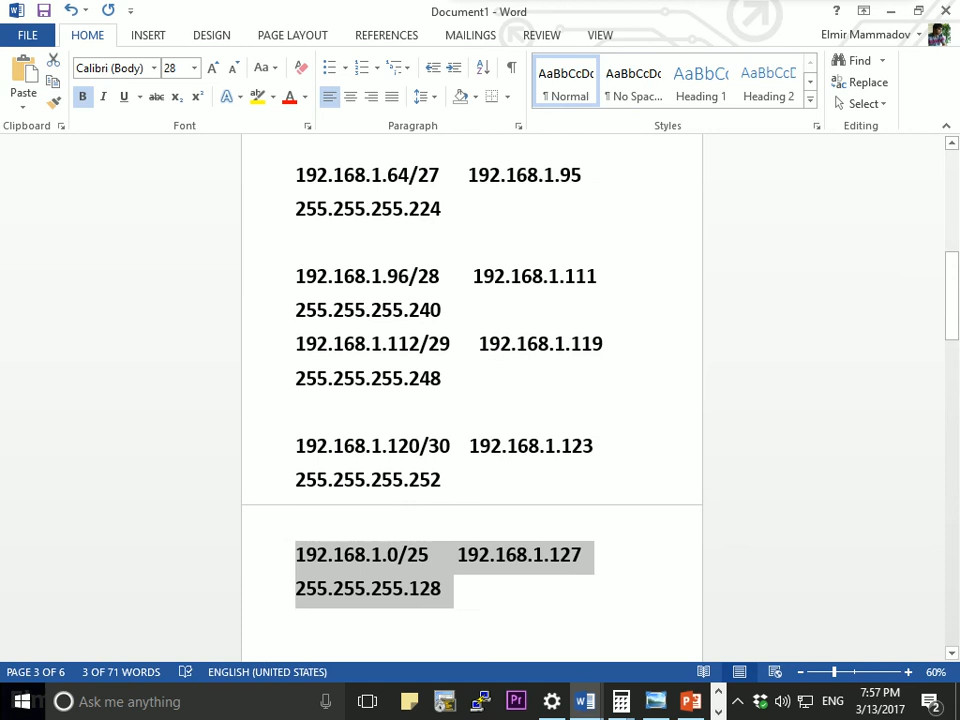 Document1 - Word
?
FILE HOME INSERT DESIGN PAGE LAYOUT REFERENCES MAILINGS REVIEW VIEW Elmir Mammadov
Paste
Calibri (Body) 28 Aa
B I U abc X₂ X² A A
AaBbCcDc AaBbCcDc AaBbC AaBbCcD
¶ Normal ¶ No Spac... Heading 1 Heading 2
Find
Replace
Select
Clipboard Font Paragraph Styles Editing
192.168.1.64/27 192.168.1.95
255.255.255.224
192.168.1.96/28 192.168.1.111
255.255.255.240
192.168.1.112/29 192.168.1.119
255.255.255.248
192.168.1.120/30 192.168.1.123
255.255.255.252
192.168.1.0/25 192.168.1.127
255.255.255.128
PAGE 3 OF 6 3 OF 71 WORDS ENGLISH (UNITED STATES) 60%
Ask me anything
ENG
7:57 PM
3/13/2017
2